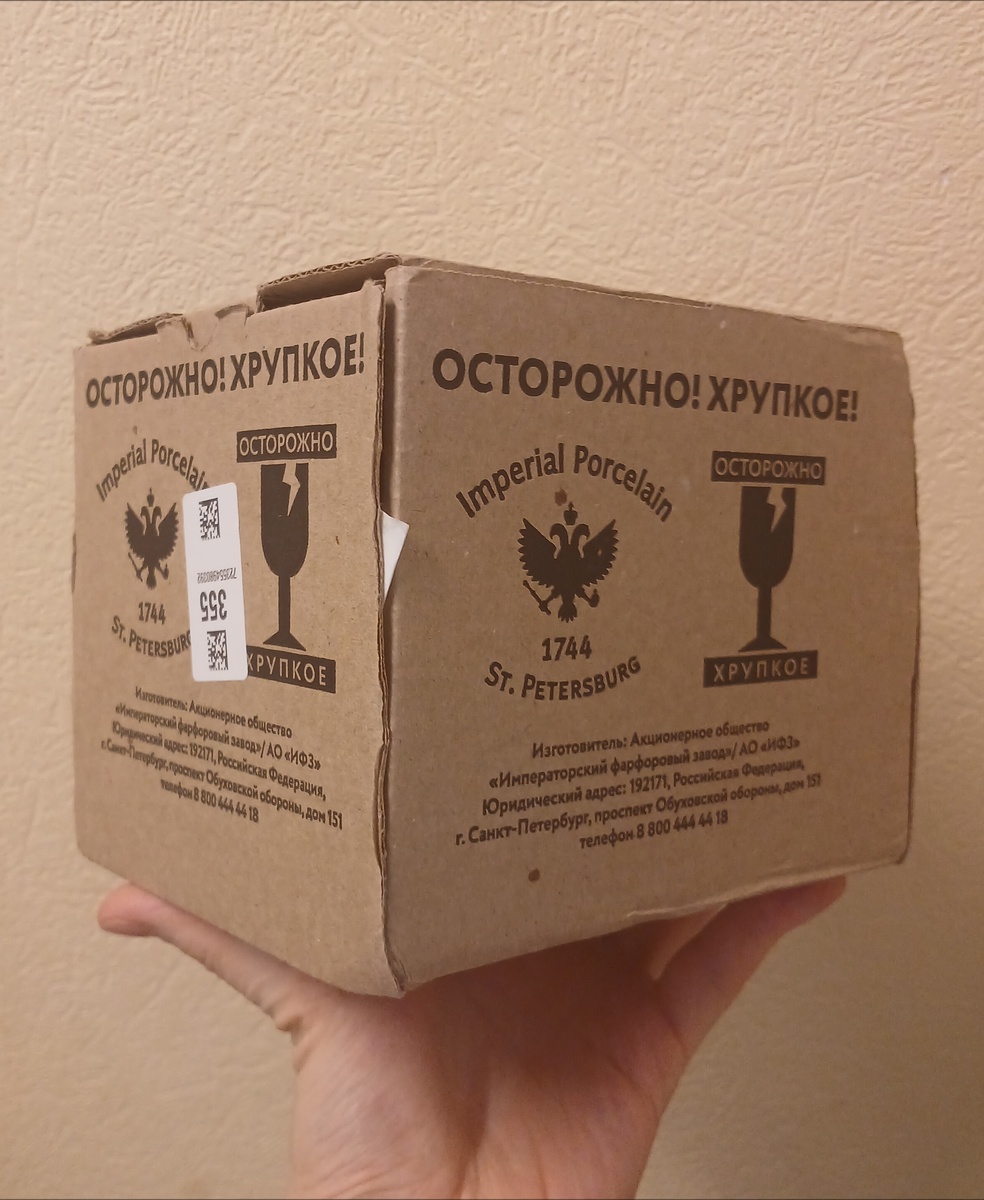 ОСТОРОЖНО! ХРУПКОЕ!
Imperial Porcelain
1744
St. Petersburg
ОСТОРОЖНО
ХРУПКОЕ
355
Изготовитель: Акционерное общество
«Императорский фарфоровый завод»/ АО «ИФЗ»
Юридический адрес: 192171, Российская Федерация,
г. Санкт-Петербург, проспект Обуховской обороны, дом 151
телефон 8 800 444 44 18
ОСТОРОЖНО! ХРУПКОЕ!
Imperial Porcelain
1744
St. Petersburg
ОСТОРОЖНО
ХРУПКОЕ
Изготовитель: Акционерное общество
«Императорский фарфоровый завод»/ АО «ИФЗ»
Юридический адрес: 192171, Российская Федерация,
г. Санкт-Петербург, проспект Обуховской обороны, дом 151
телефон 8 800 444 44 18